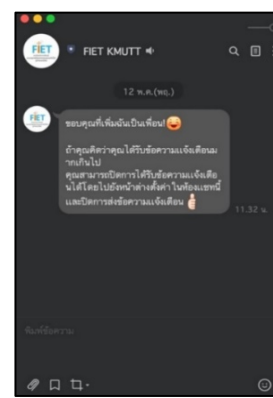 FIET
FIET KMUTT
12 พ.ค.(พฤ.)
FIET
ขอบคุณที่เพิ่มฉันเป็นเพื่อน!
ถ้าคุณคิดว่าคุณได้รับข้อความแจ้งเตือนม
ากเกินไป
คุณสามารถปิดการได้รับข้อความแจ้งเตือ
นได้โดยไปยังหน้าต่างตั้งค่า ในห้องแชทนี้
และปิดการส่งข้อความแจ้งเตือน
11.32 น.
พิมพ์ข้อความ